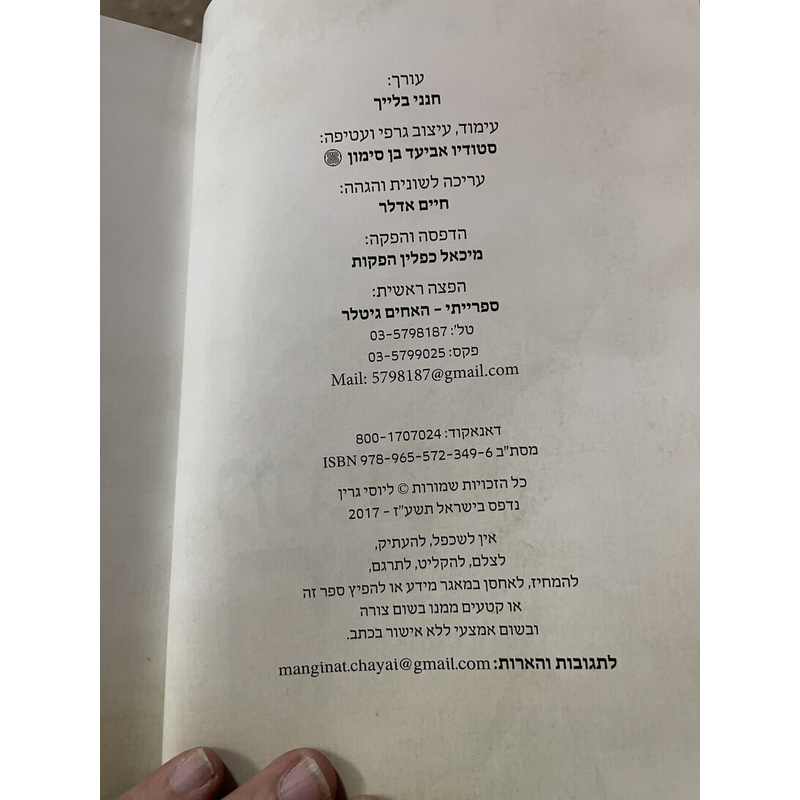 עורך:
חנני בלייך
עימוד, עיצוב גרפי ועטיפה:
סטודיו אביעד בן סימון
עריכה לשונית והגהה:
חיים אדלר
הדפסה והפקה:
מיכאל כפלין הפקות
הפצה ראשית:
ספרייתי – האחים גיטלר
טל': 03-5798187
פקס: 03-5799025
Mail: 5798187@gmail.com
דאנאקוד: 800-1707024
מסת"ב ISBN 978-965-572-349-6
כל הזכויות שמורות © ליוסי גרין
נדפס בישראל תשע"ז – 2017
אין לשכפל, להעתיק,
לצלם, להקליט, לתרגם,
להמחיז, לאחסן במאגר מידע או להפיץ ספר זה
או קטעים ממנו בשום צורה
ובשום אמצעי ללא אישור בכתב.
לתגובות והארות: manginat.chayai@gmail.com